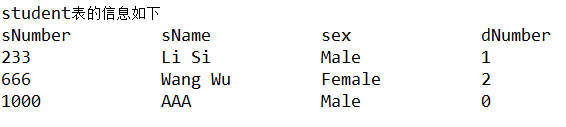 student表的信息如下
sNumber sName sex dNumber
233 Li Si Male 1
666 Wang Wu Female 2
1000 AAA Male 0